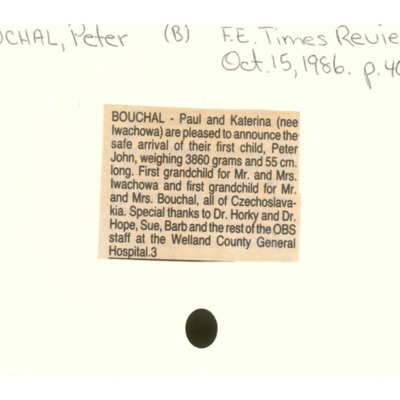 OUCHAL, Peter (B) F.E. Times Revie
Oct. 15, 1986. p.40
BOUCHAL - Paul and Katerina (nee
Iwachowa) are pleased to announce the
safe arrival of their first child, Peter
John, weighing 3860 grams and 55 cm.
long. First grandchild for Mr. and Mrs.
Iwachowa and first grandchild for Mr.
and Mrs. Bouchal, all of Czechoslava-
kia. Special thanks to Dr. Horky and Dr.
Hope, Sue, Barb and the rest of the OBS
staff at the Welland County General
Hospital.3